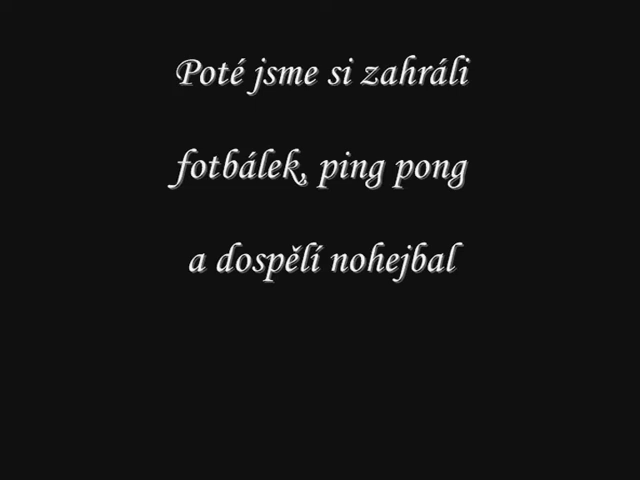 Poté jsme si zahráli
fotbálek, ping pong
a dospělí nohejbal